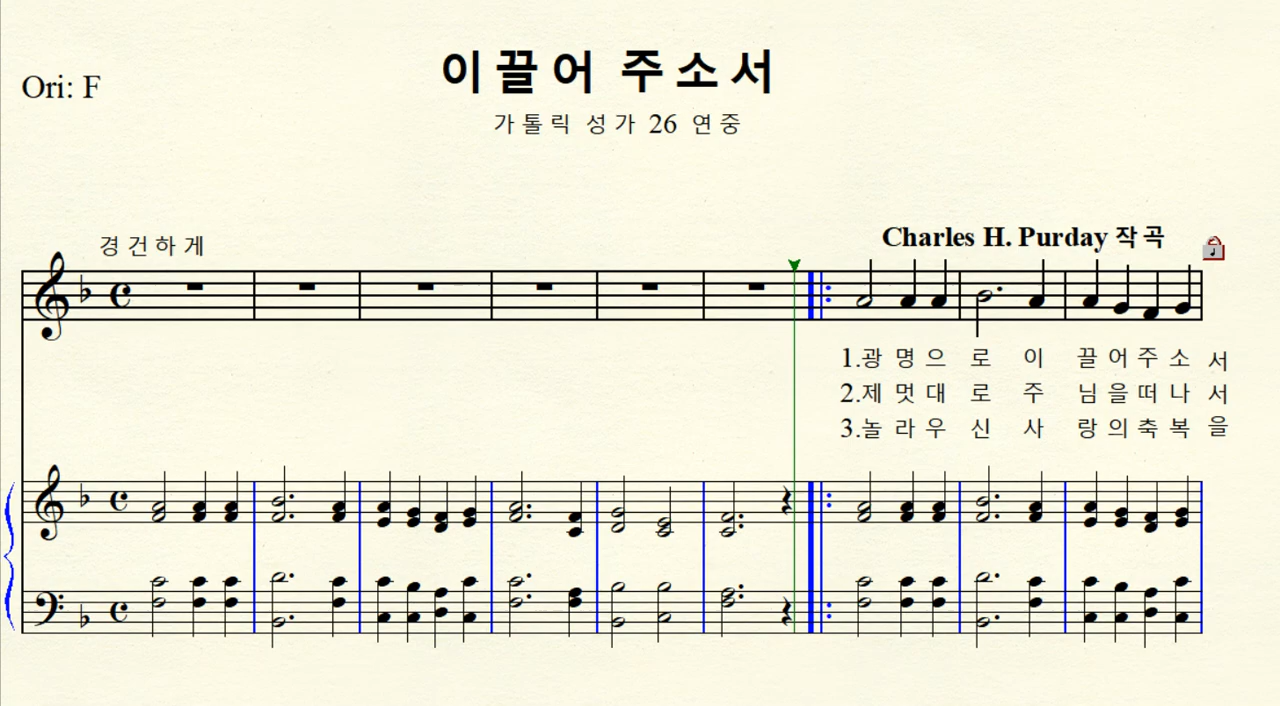 이끌어 주소서
Ori: F
가톨릭 성가 26 연중
경건하게
Charles H. Purday 작곡
1.광 명 으 로 이 끌 어 주 소 서
2.제 멋 대 로 주 님 을 떠 나 서
3.놀 라 우 신 사 랑 의 축 복 을